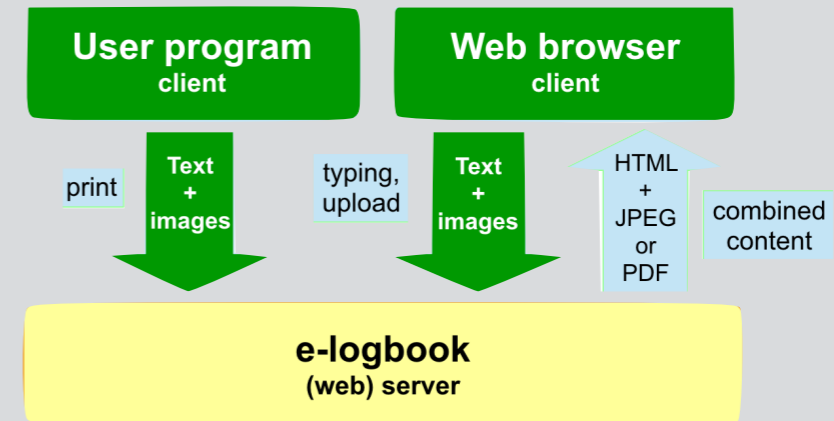 User program
client
Web browser
client
print
Text
+
images
typing,
upload
Text
+
images
HTML
+
JPEG
or
PDF
combined
content
e-logbook
(web) server